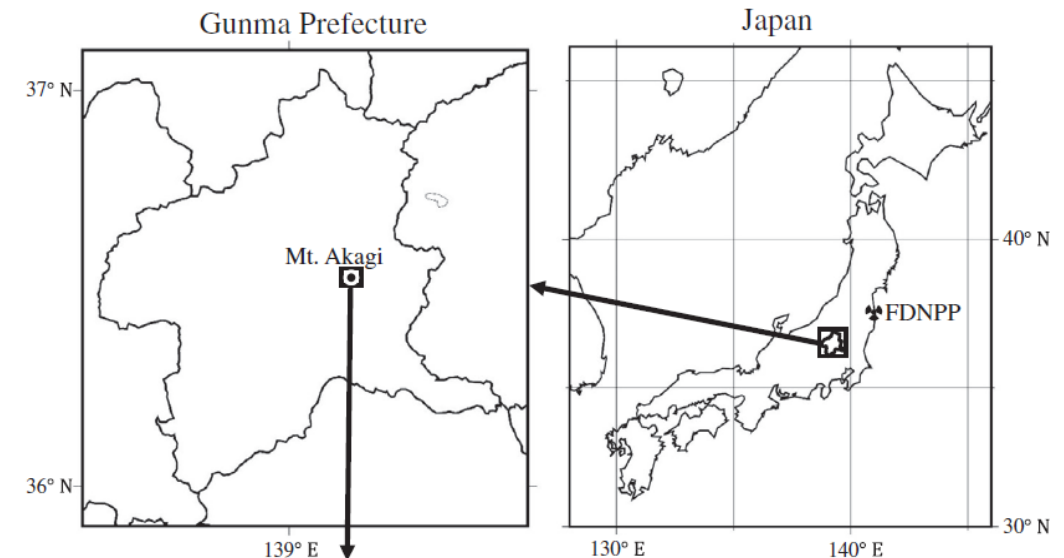 Gunma Prefecture
Japan
37° N
Mt. Akagi
40° N
FDNPP
36° N
30° N
139° E
130° E
140° E